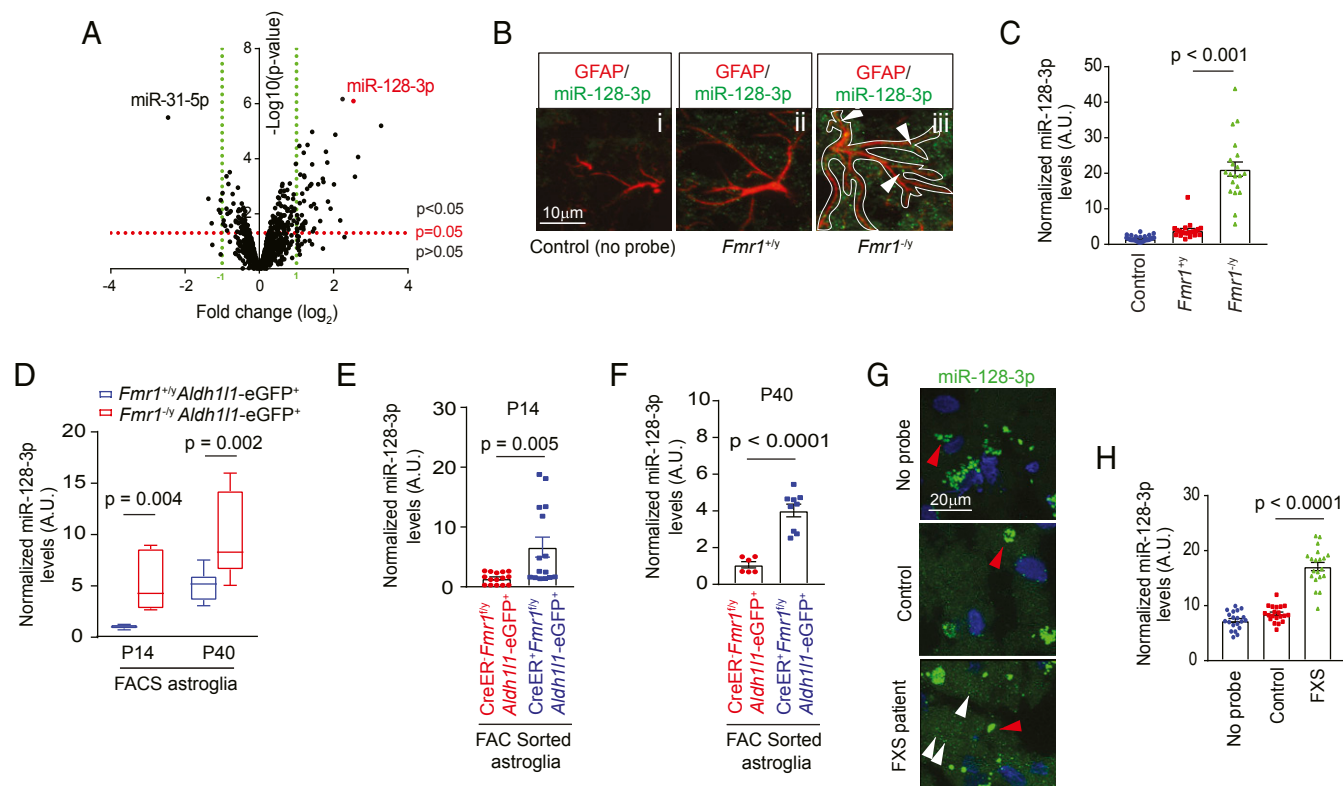 A
8
6
4
2
-Log10(p-value)
miR-31-5p
miR-128-3p
p<0.05
p=0.05
p>0.05
-1
1
-4
-2
0
2
4
Fold change (log2)
B
GFAP/
miR-128-3p
GFAP/
miR-128-3p
GFAP/
miR-128-3p
i
ii
iii
10µm
Control (no probe)
Fmr1+/y
Fmr1-/y
C
p < 0.001
Normalized miR-128-3p
levels (A.U.)
50
40
30
20
10
0
Control
Fmr1+/y
Fmr1-/y
D
Fmr1+/y Aldh1l1-eGFP+
Fmr1-/y Aldh1l1-eGFP+
Normalized miR-128-3p
levels (A.U.)
20
15
10
5
0
p = 0.004
p = 0.002
P14
P40
FACS astroglia
E
P14
p = 0.005
Normalized miR-128-3p
levels (A.U.)
30
20
10
0
CreER-Fmr1f/y
Aldh1l1-eGFP+
CreER+Fmr1f/y
Aldh1l1-eGFP+
FAC Sorted
astroglia
F
P40
p < 0.0001
Normalized miR-128-3p
levels (A.U.)
6
4
2
0
CreER-Fmr1f/y
Aldh1l1-eGFP+
CreER+Fmr1f/y
Aldh1l1-eGFP+
FAC Sorted
astroglia
G
miR-128-3p
No probe
20µm
Control
FXS patient
H
p < 0.0001
Normalized miR-128-3p
levels (A.U.)
30
20
10
0
No probe
Control
FXS